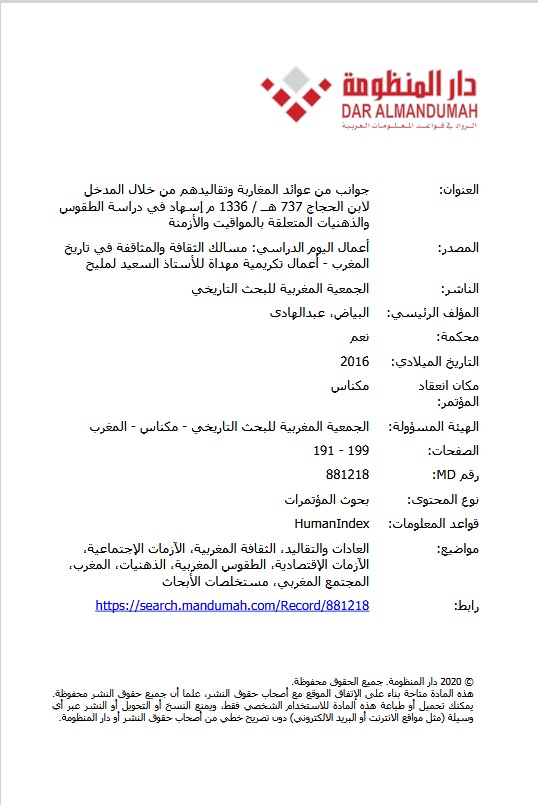 دار المنظومة
DAR ALMANDUMAH
الرواد في قواعد المعلومات العربية
العنوان: جوانب من عوائد المغاربة وتقاليدهم من خلال المدخل
لابن الحجاج 737 هـ / 1336 م إسهاد في دراسة الطقوس
والذهنيات المتعلقة بالمواقيت والأزمنة
المصدر: أعمال اليوم الدراسي: مسالك الثقافة والمثاقفة في تاريخ
المغرب - أعمال تكريمية مهداة للأستاذ السعيد لمليح
الناشر: الجمعية المغربية للبحث التاريخي
المؤلف الرئيسي: البياض، عبدالهادى
محكمة: نعم
التاريخ الميلادي: 2016
مكان انعقاد المؤتمر: مكناس
الهيئة المسؤولة: الجمعية المغربية للبحث التاريخي - مكناس - المغرب
الصفحات: 191 - 199
رقم MD: 881218
نوع المحتوى: بحوث المؤتمرات
قواعد المعلومات: HumanIndex
مواضيع: العادات والتقاليد، الثقافة المغربية، الآزمات الإجتماعية،
الآزمات الإقتصادية، الطقوس المغربية، الذهنيات، المغرب،
المجتمع المغربي، مستخلصات الأبحاث
رابط: https://search.mandumah.com/Record/881218
© 2020 دار المنظومة. جميع الحقوق محفوظة.
هذه المادة متاحة بناء على الإتفاق الموقع مع أصحاب حقوق النشر، علما أن جميع حقوق النشر محفوظة.
يمكنك تحميل أو طباعة هذه المادة للاستخدام الشخصي فقط، ويمنع النسخ أو التحويل أو النشر عبر أي
وسيلة (مثل مواقع الانترنت أو البريد الالكتروني) دون تصريح خطي من أصحاب حقوق النشر أو دار المنظومة.